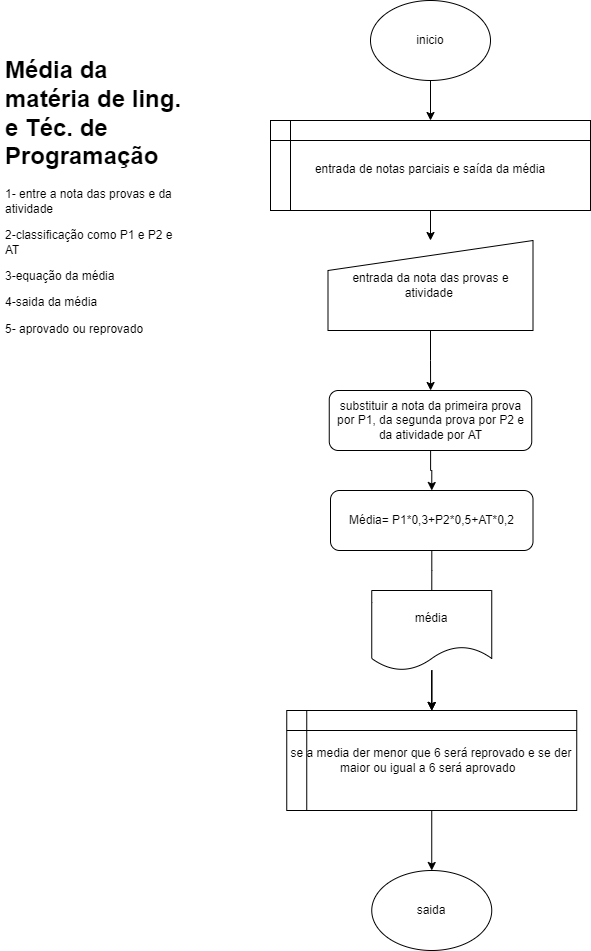 Média da
matéria de ling.
e Téc. de
Programação
1- entre a nota das provas e da
atividade
2-classificação como P1 e P2 e
AT
3-equação da média
4-saida da média
5- aprovado ou reprovado
inicio
entrada de notas parciais e saída da média
entrada da nota das provas e
atividade
substituir a nota da primeira prova
por P1, da segunda prova por P2 e
da atividade por AT
Média= P1*0,3+P2*0,5+AT*0,2
média
se a media der menor que 6 será reprovado e se der
maior ou igual a 6 será aprovado
saida